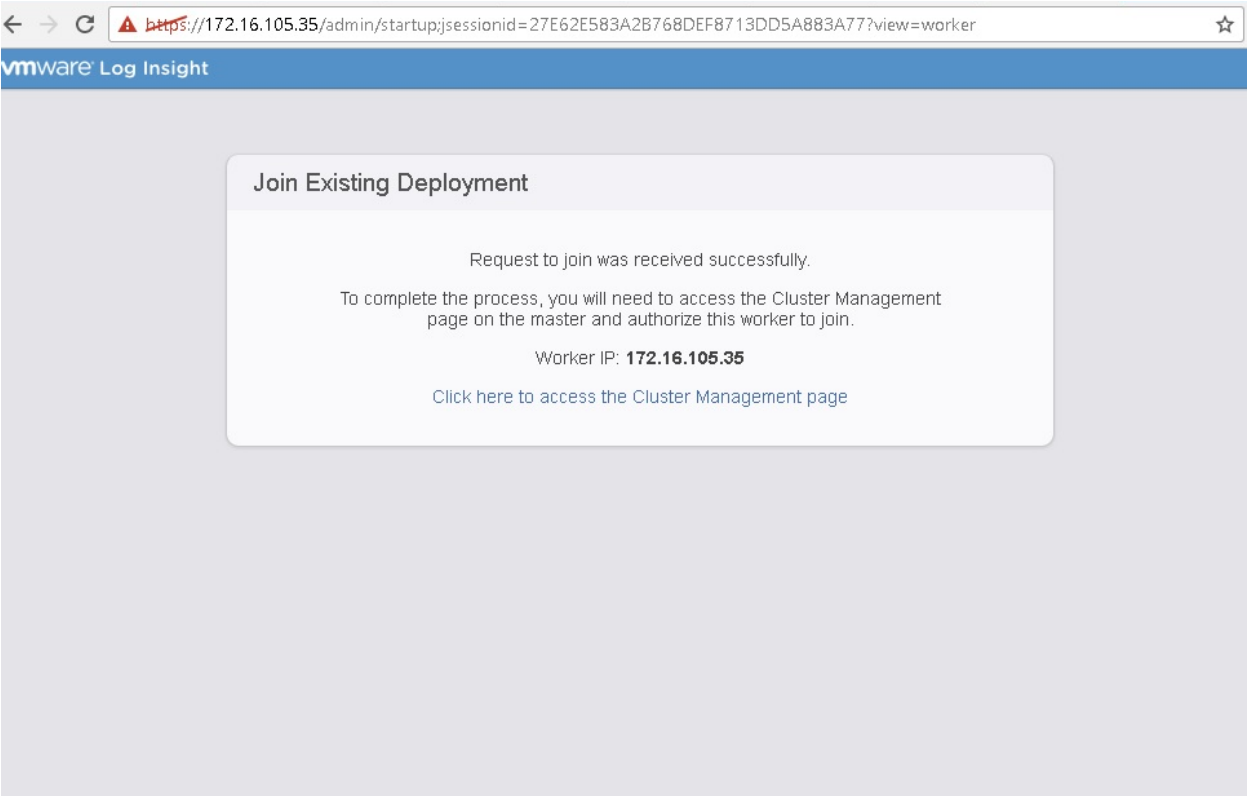 https://172.16.105.35/admin/startup;jsessionid=27E62E583A2B768DEF8713DD5A883A77?view=worker
vmware Log Insight
Join Existing Deployment
Request to join was received successfully.
To complete the process, you will need to access the Cluster Management
page on the master and authorize this worker to join.
Worker IP: 172.16.105.35
Click here to access the Cluster Management page